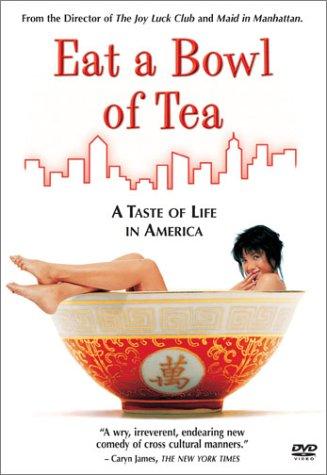 From the Director of The Joy Luck Club and Maid in Manhattan.
Eat a Bowl
of Tea
A TASTE OF LIFE
IN AMERICA
萬
"A wry, irreverent, endearing new
comedy of cross cultural manners."
– Caryn James, THE NEW YORK TIMES
DVD
VIDEO